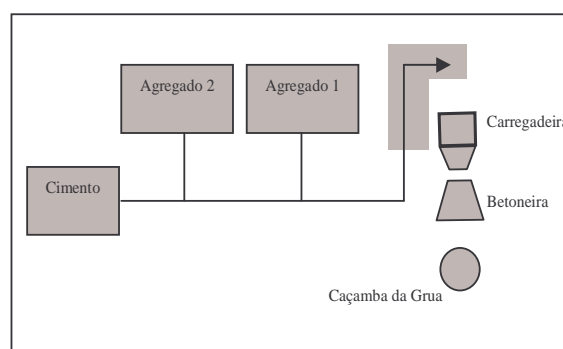 Agregado 2
Agregado 1
Carregadeira
Cimento
Betoneira
Caçamba da Grua